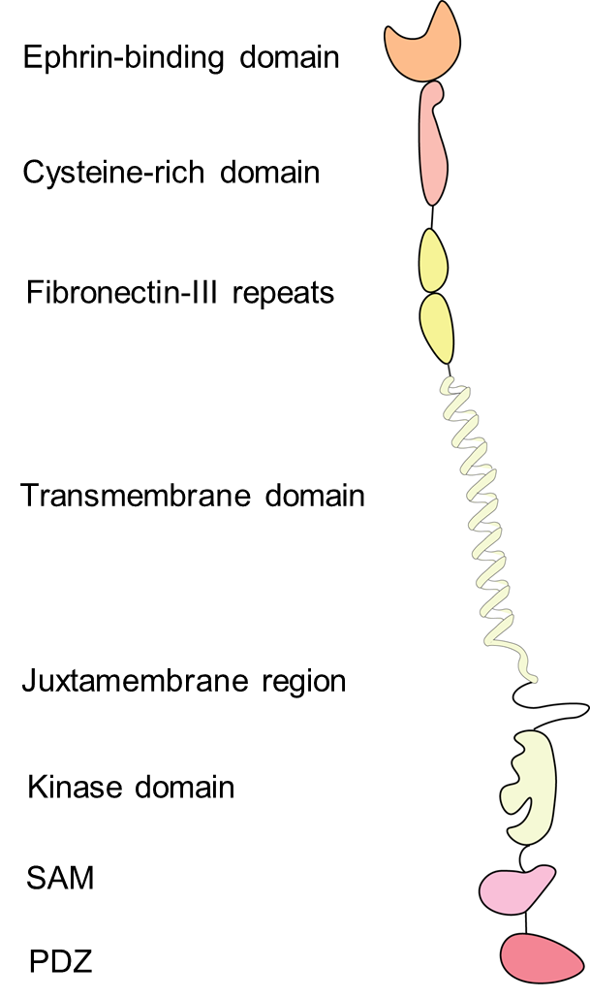 Ephrin-binding domain
Cysteine-rich domain
Fibronectin-III repeats
Transmembrane domain
Juxtamembrane region
Kinase domain
SAM
PDZ